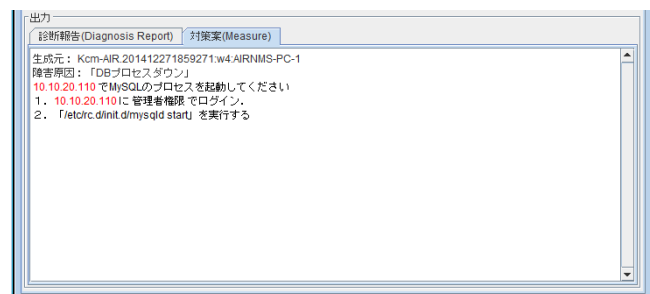 出力
診断報告(Diagnosis Report) 対策案(Measure)
生成元： Kcm-AIR.201412271859271:w4:AIRNMS-PC-1
障害原因：「DBプロセスダウン」
10.10.20.110 でMySQLのプロセスを起動してください
１．10.10.20.110に 管理者権限 でログイン．
２．「/etc/rc.d/init.d/mysqld start」を実行する